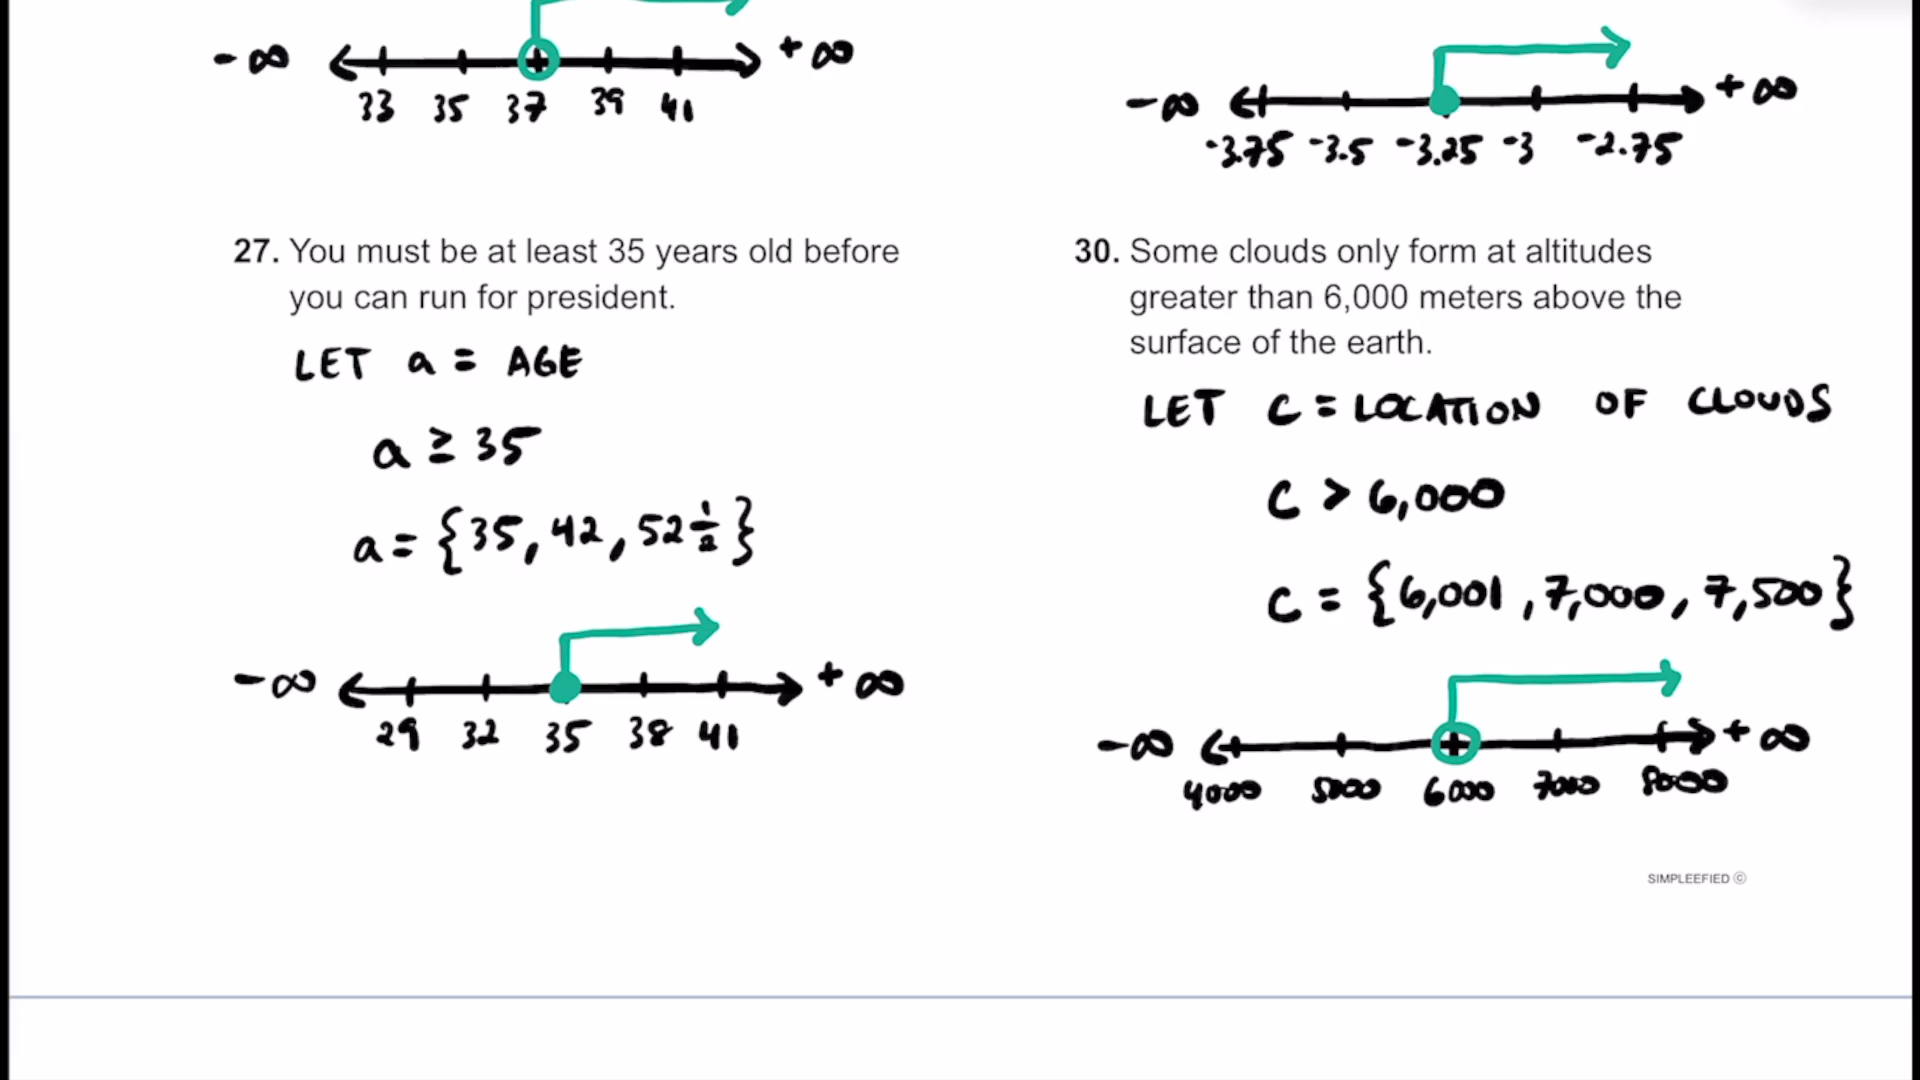 -∞ +∞
33 35 37 39 41
27. You must be at least 35 years old before
you can run for president.
LET a = AGE
a ≥ 35
a = {35, 42, 52 1/2}
-∞ +∞
29 32 35 38 41
-∞ +∞
-3.75 -3.5 -3.25 -3 -2.75
30. Some clouds only form at altitudes
greater than 6,000 meters above the
surface of the earth.
LET C = LOCATION OF CLOUDS
C > 6,000
C = {6,001, 7,000, 7,500}
-∞ +∞
4000 5000 6000 7000 8000
SIMPLEEFIED ©